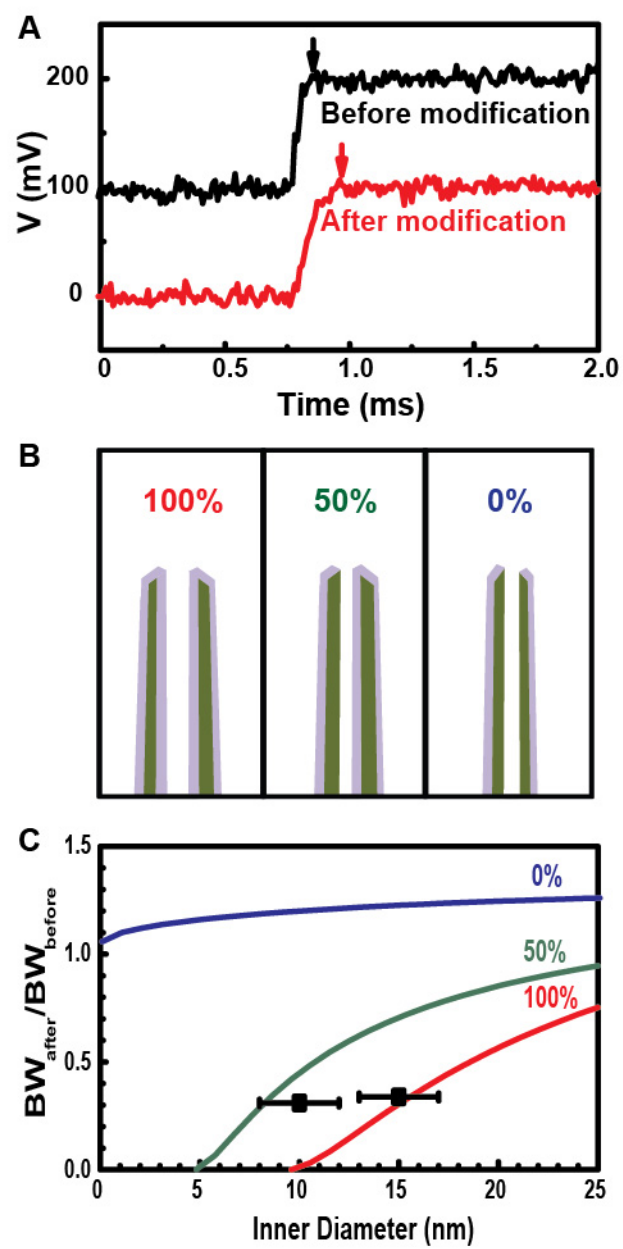 A
V (mV)
200
100
0
Before modification
After modification
0
0.5
1.0
1.5
2.0
Time (ms)
B
100%
50%
0%
C
BWafter/BWbefore
1.5
1.0
0.5
0.0
0%
50%
100%
0
5
10
15
20
25
Inner Diameter (nm)